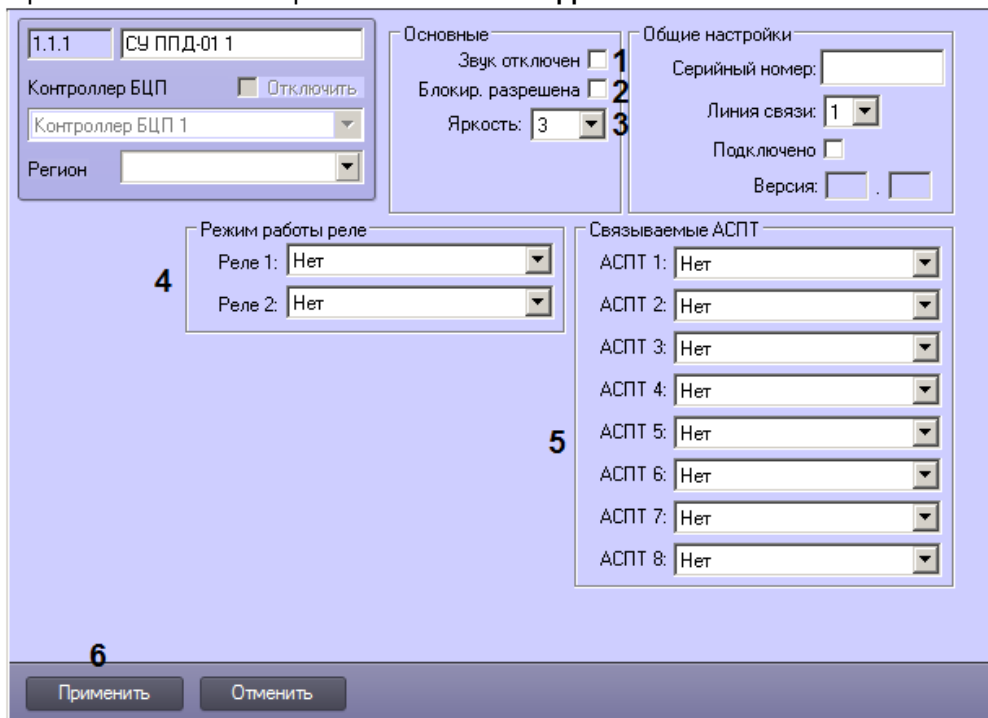 1.1.1 СУ ППД-01 1
Контроллер БЦП Отключить
Контроллер БЦП 1
Регион
Основные
Звук отключен 1
Блокир. разрешена 2
Яркость: 3 3
Общие настройки
Серийный номер:
Линия связи: 1
Подключено
Версия: .
Режим работы реле
4
Реле 1: Нет
Реле 2: Нет
Связываемые АСПТ
АСПТ 1: Нет
АСПТ 2: Нет
АСПТ 3: Нет
АСПТ 4: Нет
5
АСПТ 5: Нет
АСПТ 6: Нет
АСПТ 7: Нет
АСПТ 8: Нет
6
Применить Отменить